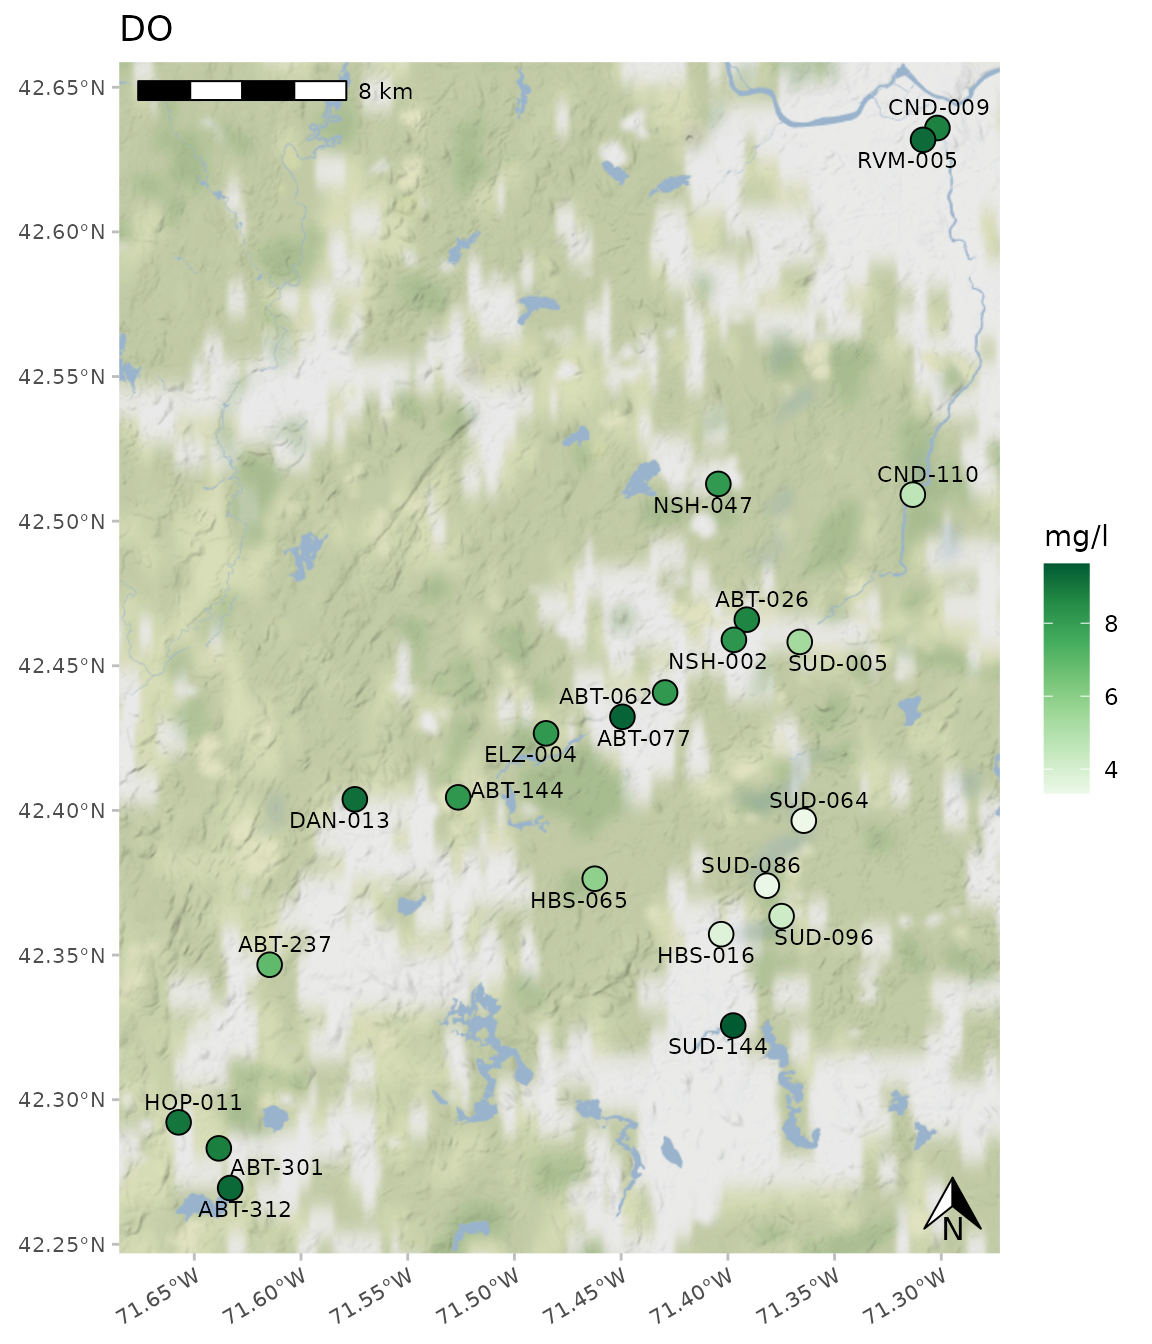 DO
42.65°N
8 km
CND-009
RVM-005
42.60°N
42.55°N
CND-110
NSH-047
42.50°N
mg/l
ABT-026
8
NSH-002
SUD-005
42.45°N
ABT-062
6
ABT-077
ELZ-004
4
ABT-144
SUD-064
42.40°N
DAN-013
SUD-086
HBS-065
SUD-096
ABT-237
HBS-016
42.35°N
SUD-144
HOP-011
42.30°N
ABT-301
ABT-312
N
42.25°N
71.65°W
71.60°W
71.55°W
71.50°W
71.45°W
71.40°W
71.35°W
71.30°W